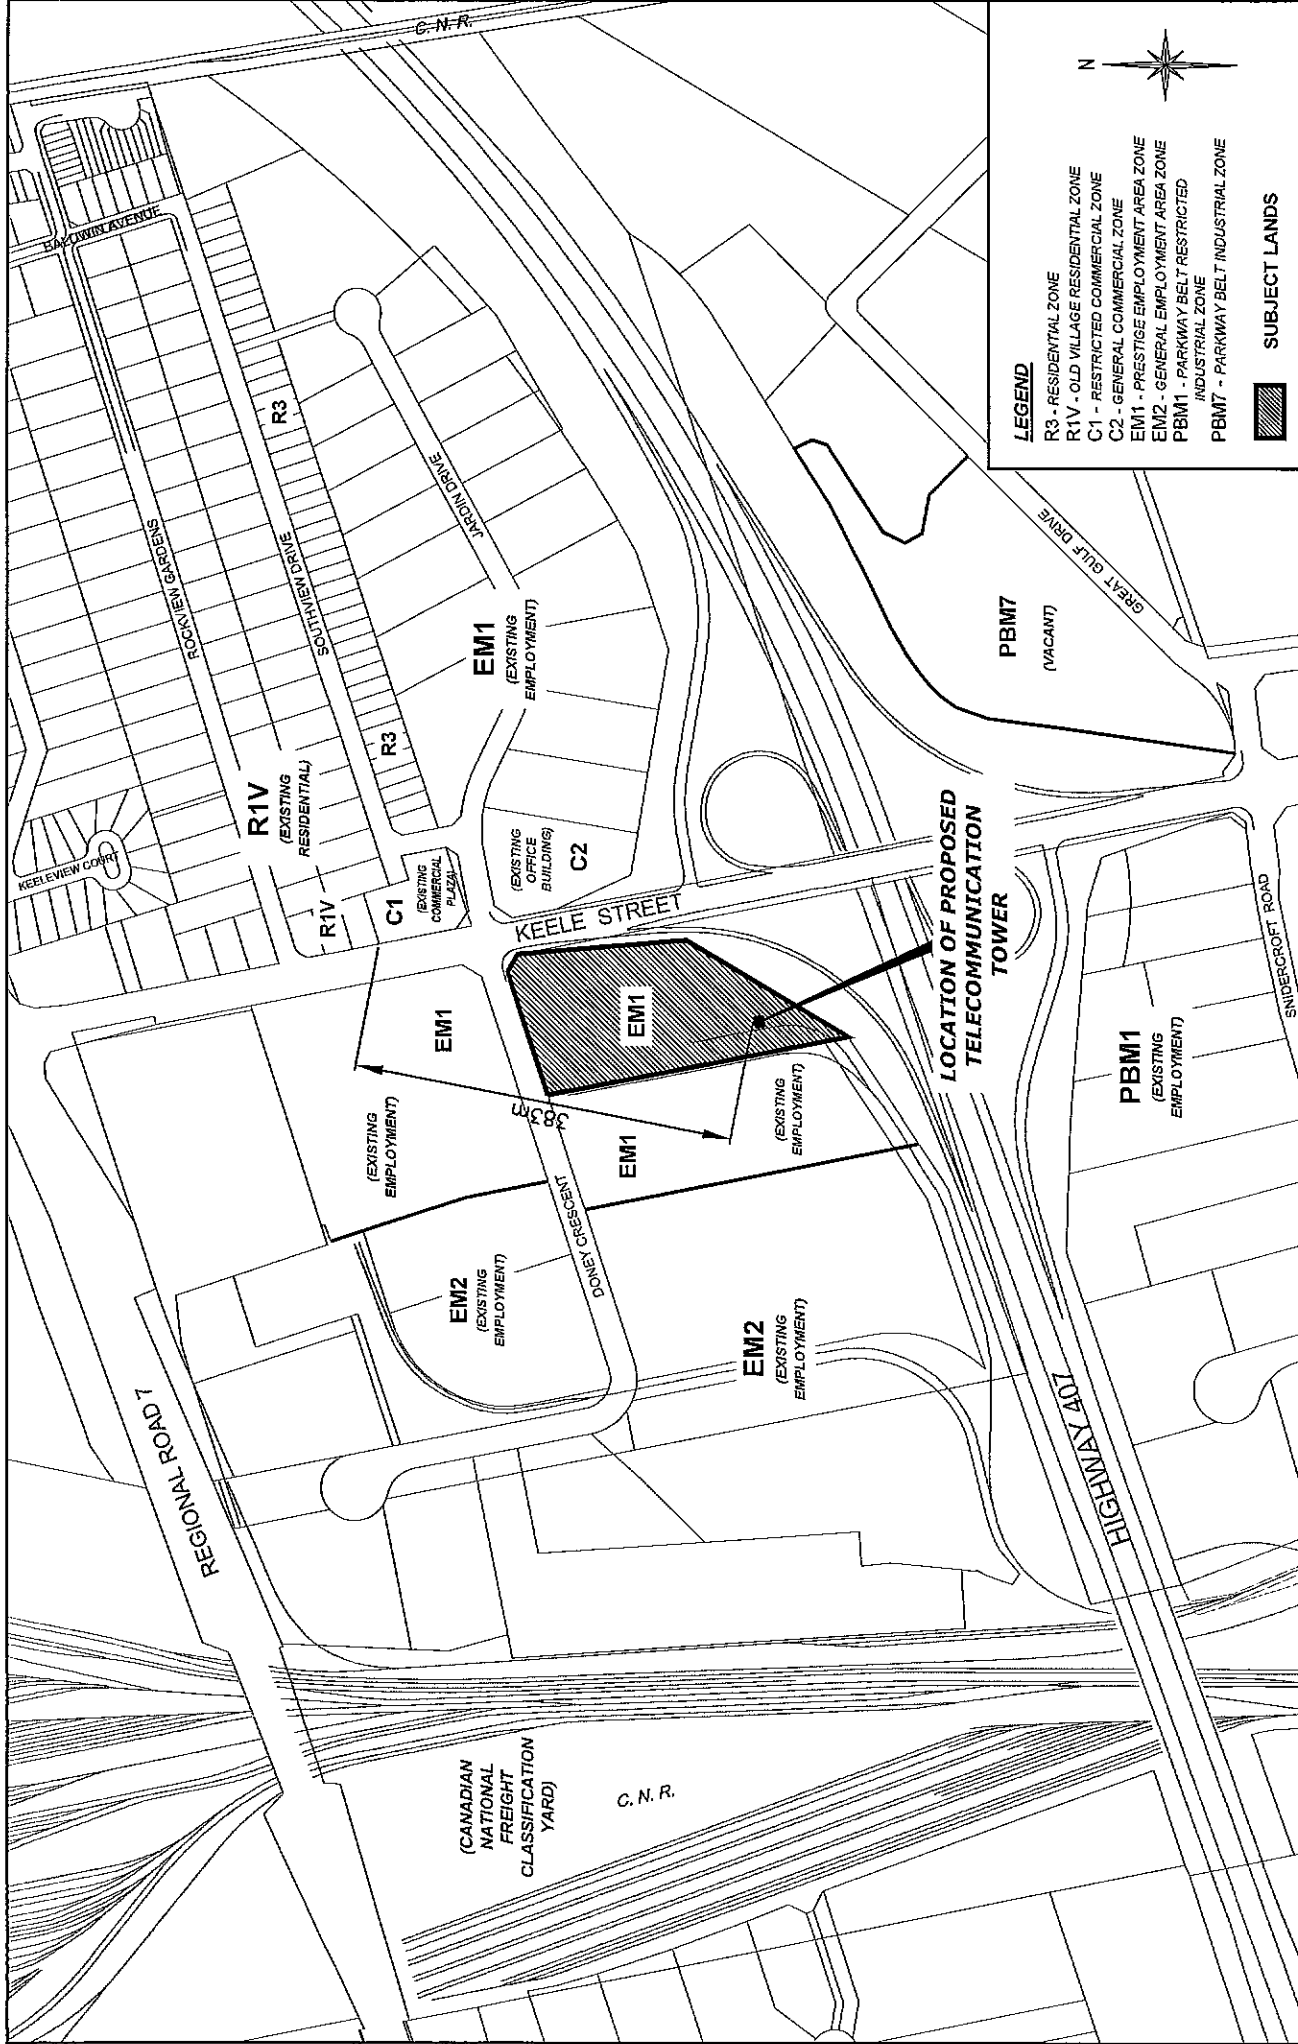 C. N. R.
BALDWIN AVENUE
ROCKVIEW GARDENS
SOUTHVIEW DRIVE
R3
JARDIN DRIVE
KEELEVIEW COURT
R1V
(EXISTING
RESIDENTIAL)
R3
EM1
(EXISTING
EMPLOYMENT)
R1V
C1
(EXISTING
COMMERCIAL
PLAZA)
(EXISTING
OFFICE
BUILDING)
C2
KEELE STREET
REGIONAL ROAD 7
(EXISTING
EMPLOYMENT)
EM1
EM1
383m
EM1
(EXISTING
EMPLOYMENT)
DONEY CRESCENT
EM2
(EXISTING
EMPLOYMENT)
EM2
(EXISTING
EMPLOYMENT)
LOCATION OF PROPOSED
TELECOMMUNICATION
TOWER
PBM7
(VACANT)
GREAT GULF DRIVE
PBM1
(EXISTING
EMPLOYMENT)
SNIDERCROFT ROAD
HIGHWAY 407
(CANADIAN
NATIONAL
FREIGHT
CLASSIFICATION
YARD)
C. N. R.
N
LEGEND
R3 - RESIDENTIAL ZONE
R1V - OLD VILLAGE RESIDENTIAL ZONE
C1 - RESTRICTED COMMERCIAL ZONE
C2 - GENERAL COMMERCIAL ZONE
EM1 - PRESTIGE EMPLOYMENT AREA ZONE
EM2 - GENERAL EMPLOYMENT AREA ZONE
PBM1 - PARKWAY BELT RESTRICTED
INDUSTRIAL ZONE
PBM7 - PARKWAY BELT INDUSTRIAL ZONE
SUBJECT LANDS